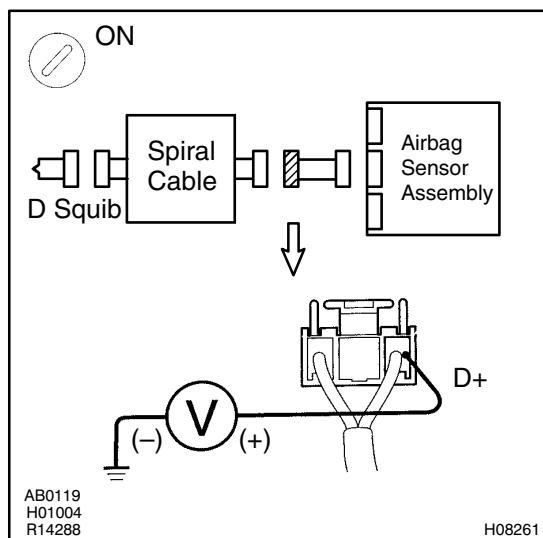 ON
D Squib
Spiral
Cable
Airbag
Sensor
Assembly
D+
V
(−)
(+)
AB0119
H01004
R14288
H08261